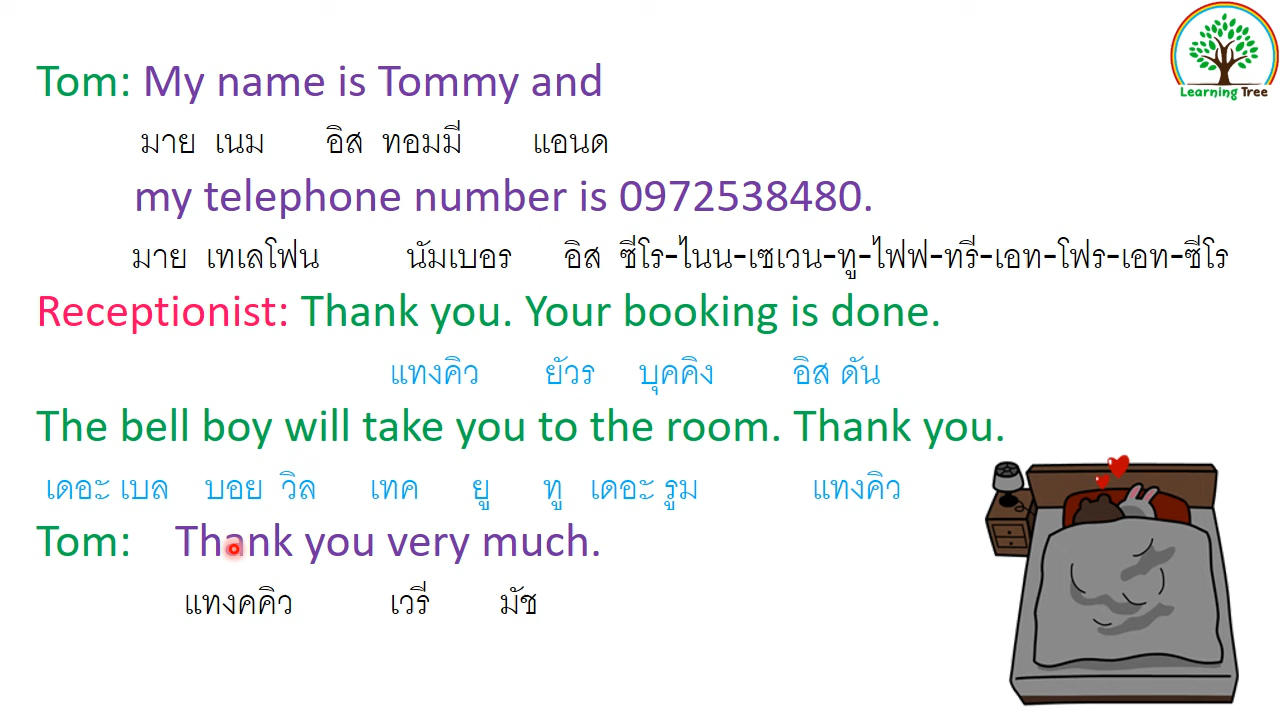 Learning Tree
Tom: My name is Tommy and
มาย เนม อิส ทอมมี่ แอนด
my telephone number is 0972538480.
มาย เทเลโฟน นัมเบอร อิส ซีโร-ไนน-เซเวน-ทู-ไฟฟ-ทรี-เอท-โฟร-เอท-ซีโร
Receptionist: Thank you. Your booking is done.
แทงคิว ยัวร บุคคิง อิส ดัน
The bell boy will take you to the room. Thank you.
เดอะ เบล บอย วิล เทค ยู ทู เดอะ รูม แทงคิว
Tom: Thank you very much.
แทงคคิว เวรี มัช